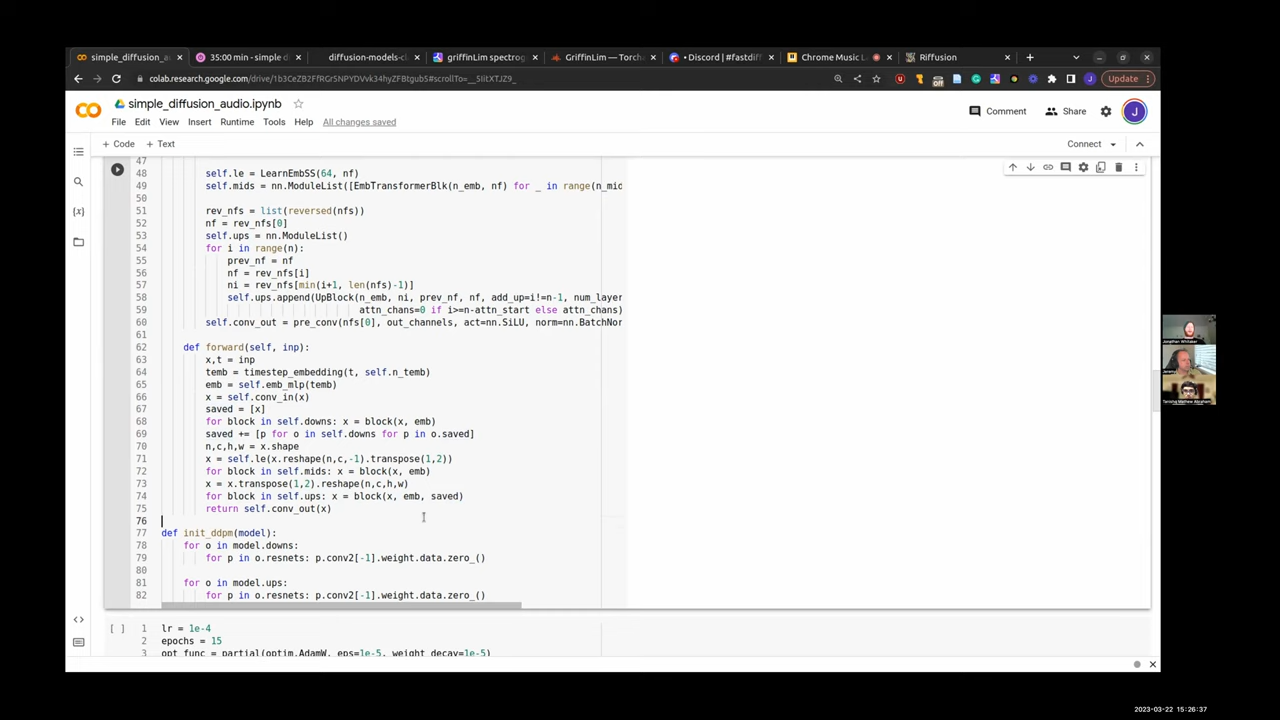 simple_diffusion_a
35:00 min - simple d
diffusion-models-cl
griffinLim spectrog
GriffinLim — Torcha
• Discord | #fastdiff
Chrome Music L
Riffusion
colab.research.google.com/drive/
Update
simple_diffusion_audio.ipynb
File Edit View Insert Runtime Tools Help All changes saved
Comment Share J
+ Code + Text
Connect
47
48 self.le = LearnEmbSS(64, nf)
49 self.mids = nn.ModuleList([EmbTransformerBlk(n_emb, nf) for _ in range(n_mid
50
51 rev_nfs = list(reversed(nfs))
52 nf = rev_nfs[0]
53 self.ups = nn.ModuleList()
54 for i in range(n):
55 prev_nf = nf
56 nf = rev_nfs[i]
57 ni = rev_nfs[min(i+1, len(nfs)-1)]
58 self.ups.append(UpBlock(n_emb, ni, prev_nf, nf, add_up=i!=n-1, num_layer
59 attn_chans=0 if i>=n-attn_start else attn_chans)
60 self.conv_out = pre_conv(nfs[0], out_channels, act=nn.SiLU, norm=nn.BatchNor
61
62 def forward(self, inp):
63 x,t = inp
64 temb = timestep_embedding(t, self.n_temb)
65 emb = self.emb_mlp(temb)
66 x = self.conv_in(x)
67 saved = [x]
68 for block in self.downs: x = block(x, emb)
69 saved += [p for o in self.downs for p in o.saved]
70 n,c,h,w = x.shape
71 x = self.le(x.reshape(n,c,-1).transpose(1,2))
72 for block in self.mids: x = block(x, emb)
73 x = x.transpose(1,2).reshape(n,c,h,w)
74 for block in self.ups: x = block(x, emb, saved)
75 return self.conv_out(x)
76
77 def init_ddpm(model):
78 for o in model.downs:
79 for p in o.resnets: p.conv2[-1].weight.data.zero_()
80
81 for o in model.ups:
82 for p in o.resnets: p.conv2[-1].weight.data.zero_()
[ ] 1 lr = 1e-4
2 epochs = 15
3 opt_func = partial(optim.AdamW, eps=1e-5, weight_decay=1e-5)
Jonathan Whitaker
Jeremy
Tanishq Mathew Abraham
2023-03-22 15:26:37